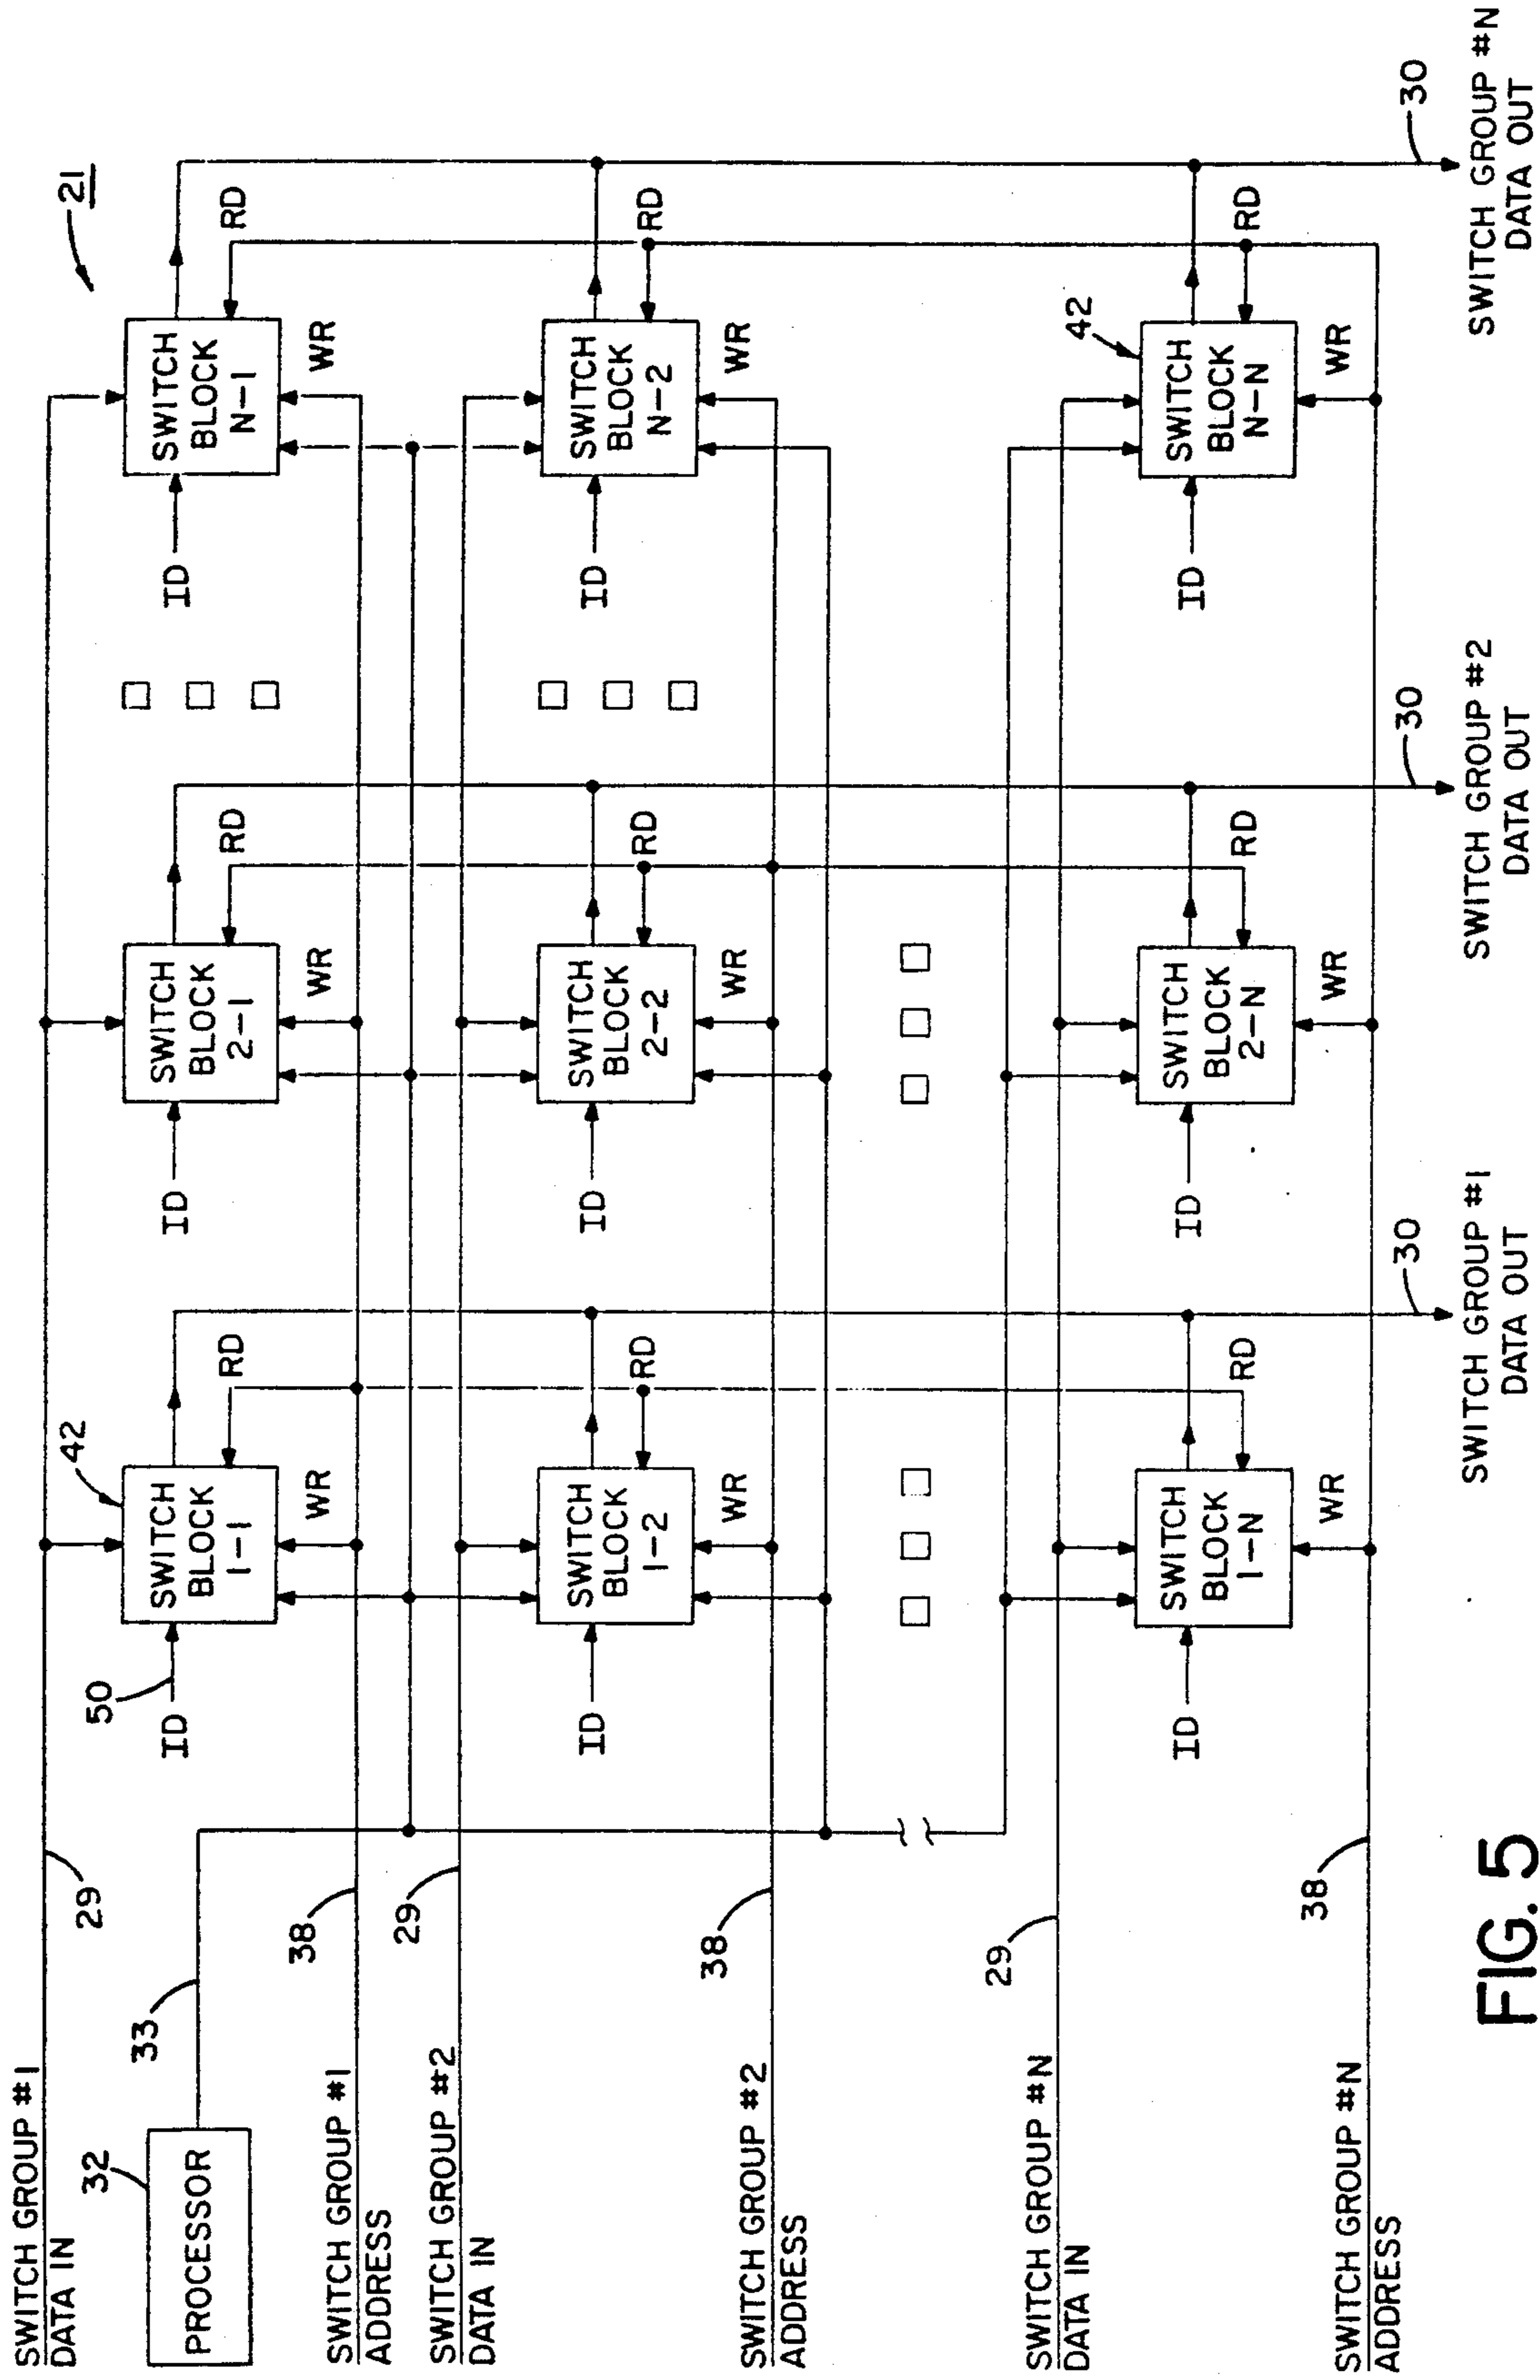 SWITCH GROUP #1
DATA IN
29
32
PROCESSOR
33
SWITCH GROUP #1
ADDRESS
38
SWITCH GROUP #2
DATA IN
29
SWITCH GROUP #2
ADDRESS
38
SWITCH GROUP #N
DATA IN
29
SWITCH GROUP #N
ADDRESS
38
50
ID
42
SWITCH
BLOCK
1-1
RD
WR
ID
SWITCH
BLOCK
2-1
RD
WR
ID
SWITCH
BLOCK
N-1
RD
WR
21
ID
SWITCH
BLOCK
1-2
RD
WR
ID
SWITCH
BLOCK
2-2
RD
WR
ID
SWITCH
BLOCK
N-2
RD
WR
ID
SWITCH
BLOCK
1-N
RD
WR
ID
SWITCH
BLOCK
2-N
RD
WR
ID
42
SWITCH
BLOCK
N-N
RD
WR
30
SWITCH GROUP #1
DATA OUT
30
SWITCH GROUP #2
DATA OUT
30
SWITCH GROUP #N
DATA OUT
FIG. 5